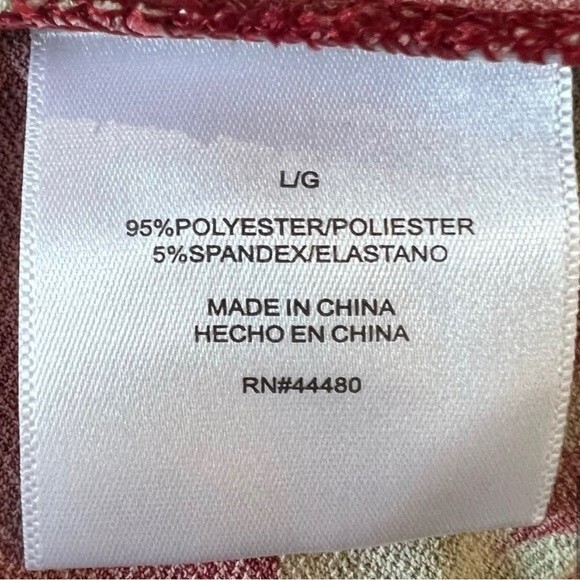 L/G
95%POLYESTER/POLIESTER
5%SPANDEX/ELASTANO
MADE IN CHINA
HECHO EN CHINA
RN#44480